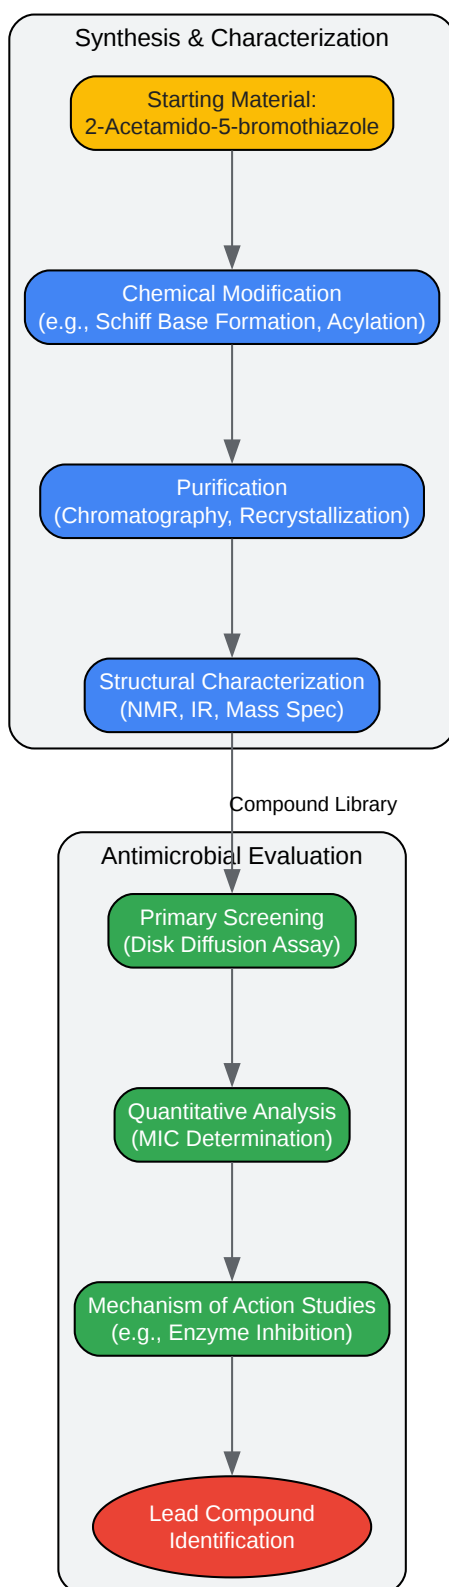 Synthesis & Characterization
Starting Material:
2-Acetamido-5-bromothiazole
Chemical Modification
(e.g., Schiff Base Formation, Acylation)
Purification
(Chromatography, Recrystallization)
Structural Characterization
(NMR, IR, Mass Spec)
Compound Library
Antimicrobial Evaluation
Primary Screening
(Disk Diffusion Assay)
Quantitative Analysis
(MIC Determination)
Mechanism of Action Studies
(e.g., Enzyme Inhibition)
Lead Compound
Identification